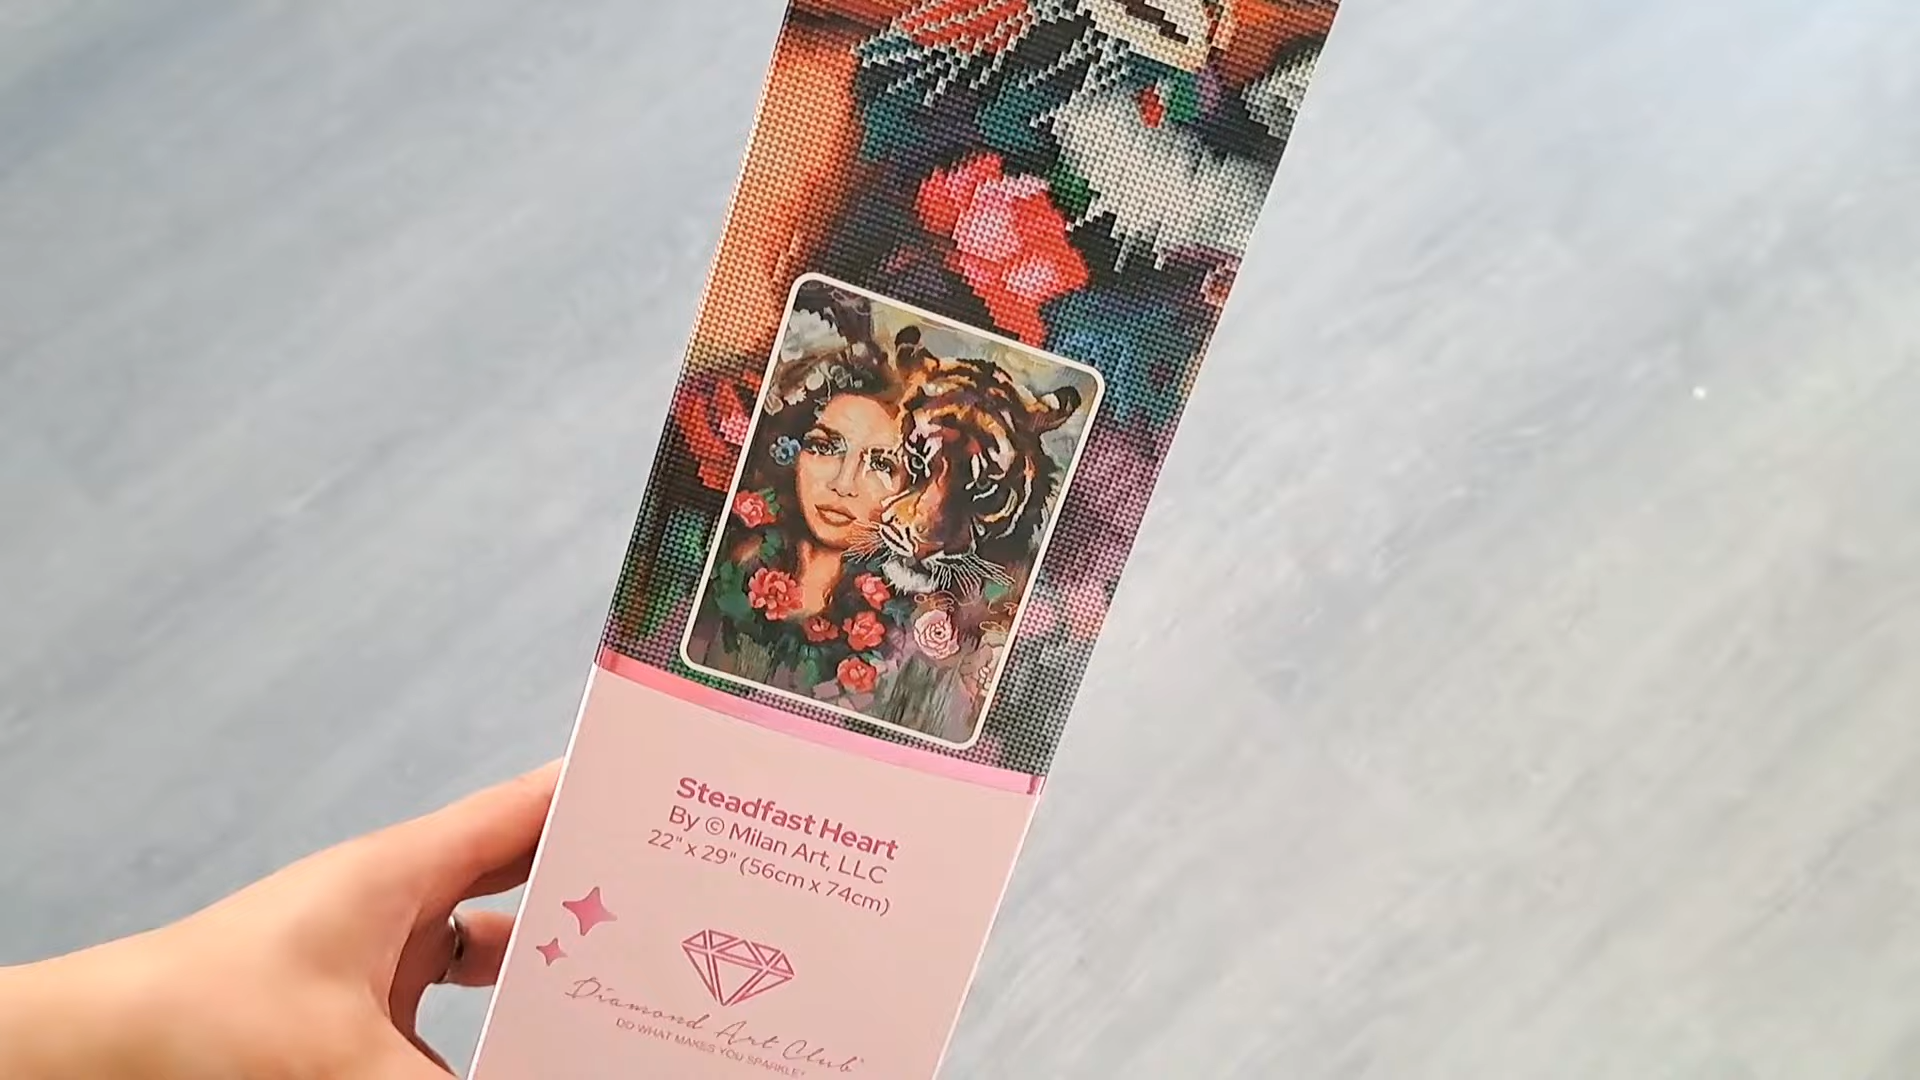 Steadfast Heart
By © Milan Art, LLC
22" x 29" (56cm x 74cm)
Diamond Art Club®
DO WHAT MAKES YOU SPARKLE®